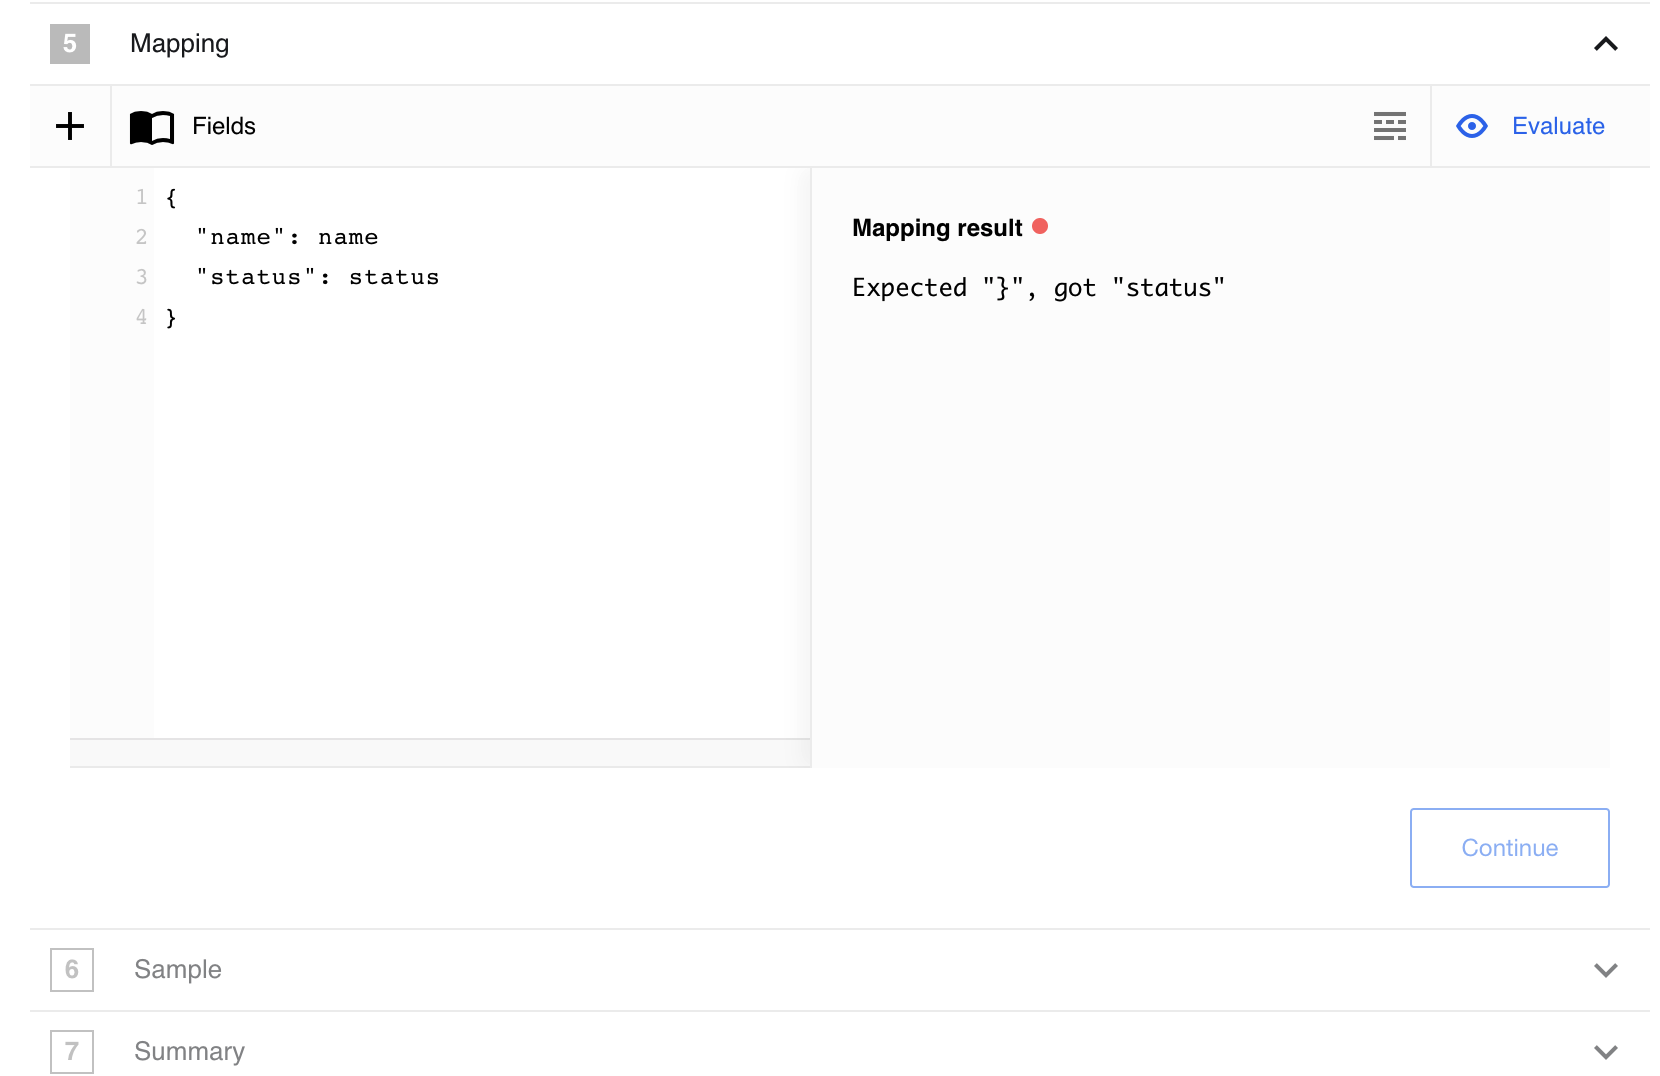 5 Mapping
Fields
Evaluate
1 {
2 "name": name
3 "status": status
4 }
Mapping result
Expected "}", got "status"
Continue
6 Sample
7 Summary